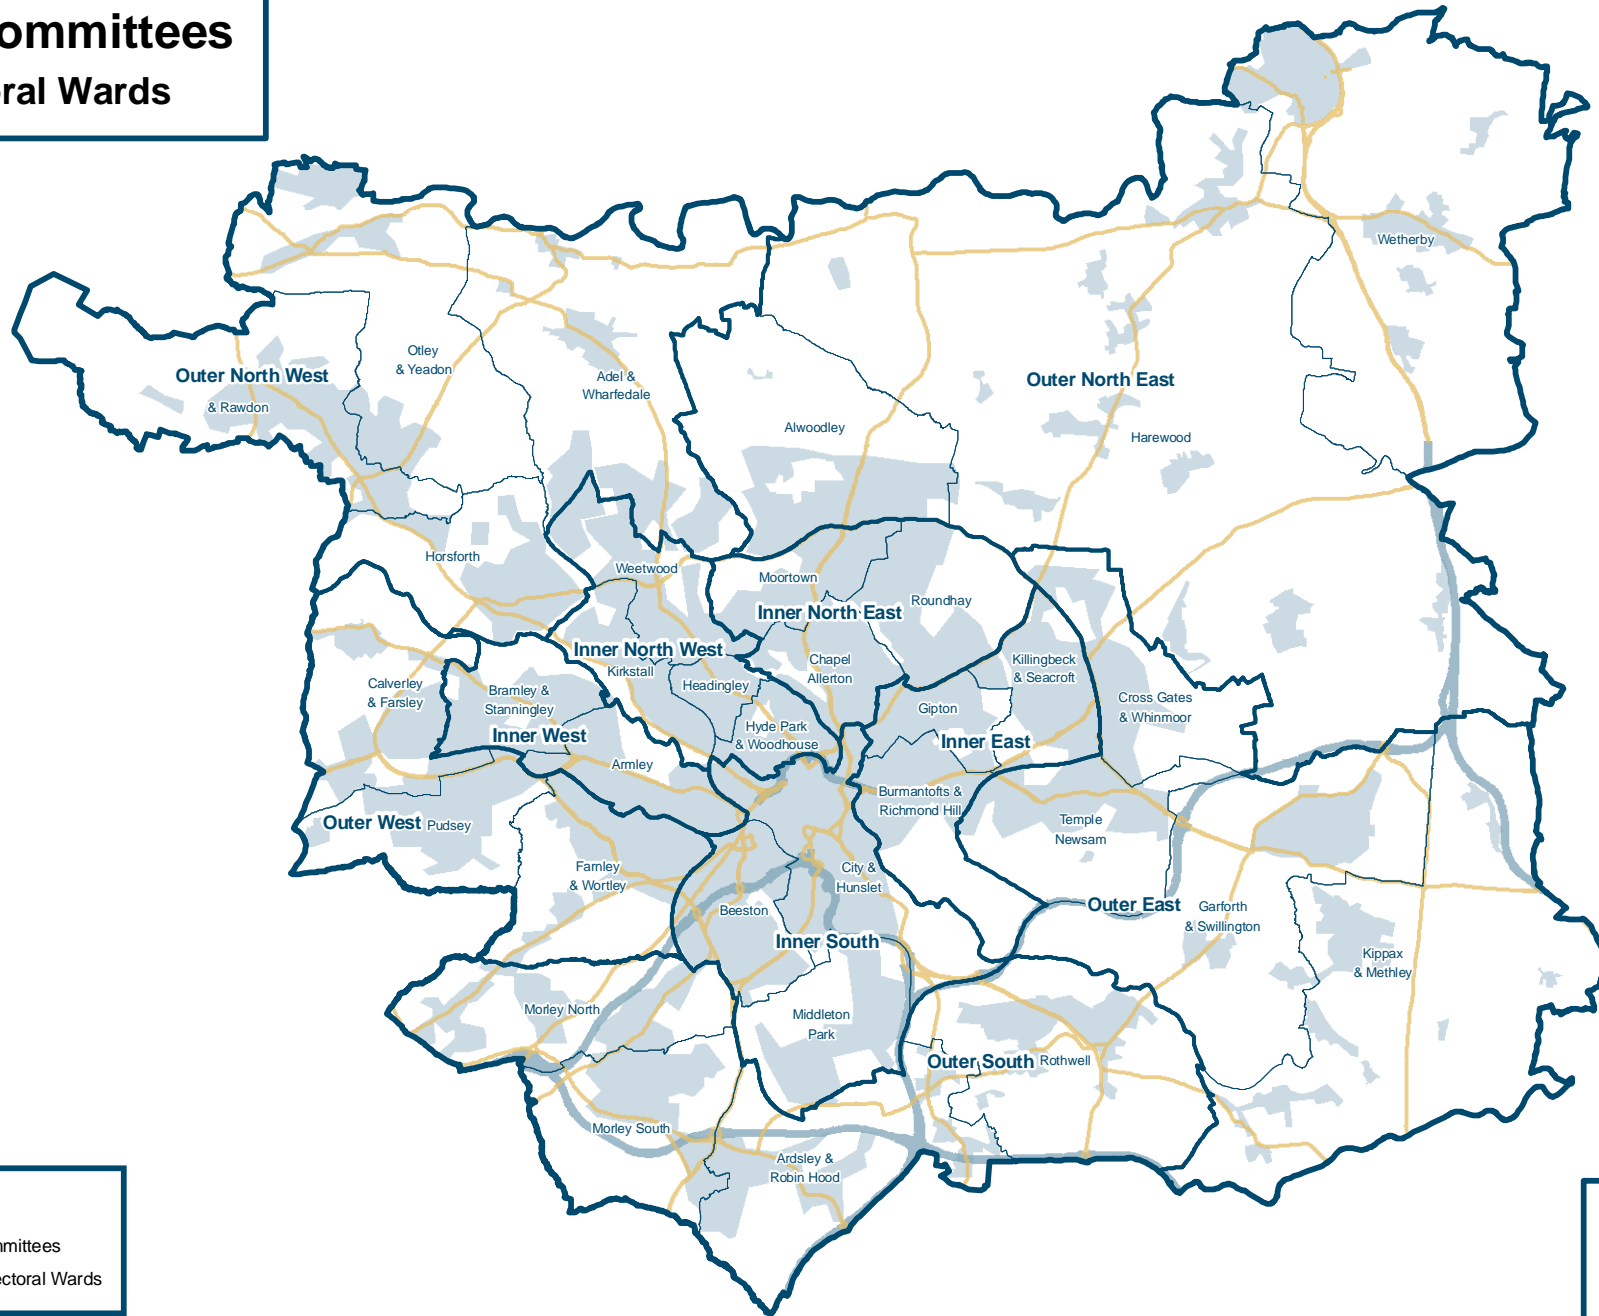 ommittees
oral Wards
Wetherby
Otley
& Yeadon
Outer North West
& Rawdon
Adel &
Wharfedale
Outer North East
Alwoodley
Harewood
Horsforth
Weetwood
Moortown
Inner North East
Roundhay
Inner North West
Kirkstall
Headingley
Chapel
Allerton
Killingbeck
& Seacroft
Calverley
& Farsley
Bramley &
Stanningley
Inner West
Hyde Park
& Woodhouse
Gipton
Inner East
Cross Gates
& Whinmoor
Armley
Burmantofts &
Richmond Hill
Outer West
Pudsey
Temple
Newsam
Farnley
& Wortley
City &
Hunslet
Beeston
Inner South
Outer East
Garforth
& Swillington
Kippax
& Methley
Morley North
Middleton
Park
Outer South
Rothwell
Morley South
Ardsley &
Robin Hood
mmittees
ectoral Wards